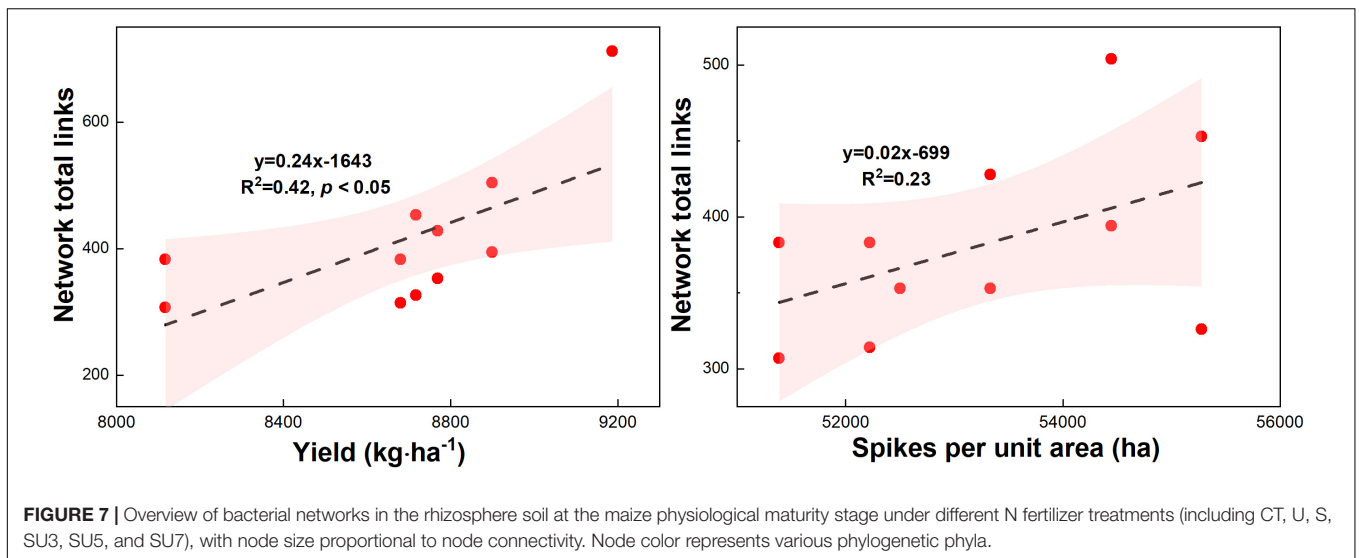 600
400
200
Network total links
y=0.24x-1643
R²=0.42, p < 0.05
8000 8400 8800 9200
Yield (kg·ha⁻¹)
500
400
300
Network total links
y=0.02x-699
R²=0.23
52000 54000 56000
Spikes per unit area (ha)
FIGURE 7 | Overview of bacterial networks in the rhizosphere soil at the maize physiological maturity stage under different N fertilizer treatments (including CT, U, S,
SU3, SU5, and SU7), with node size proportional to node connectivity. Node color represents various phylogenetic phyla.